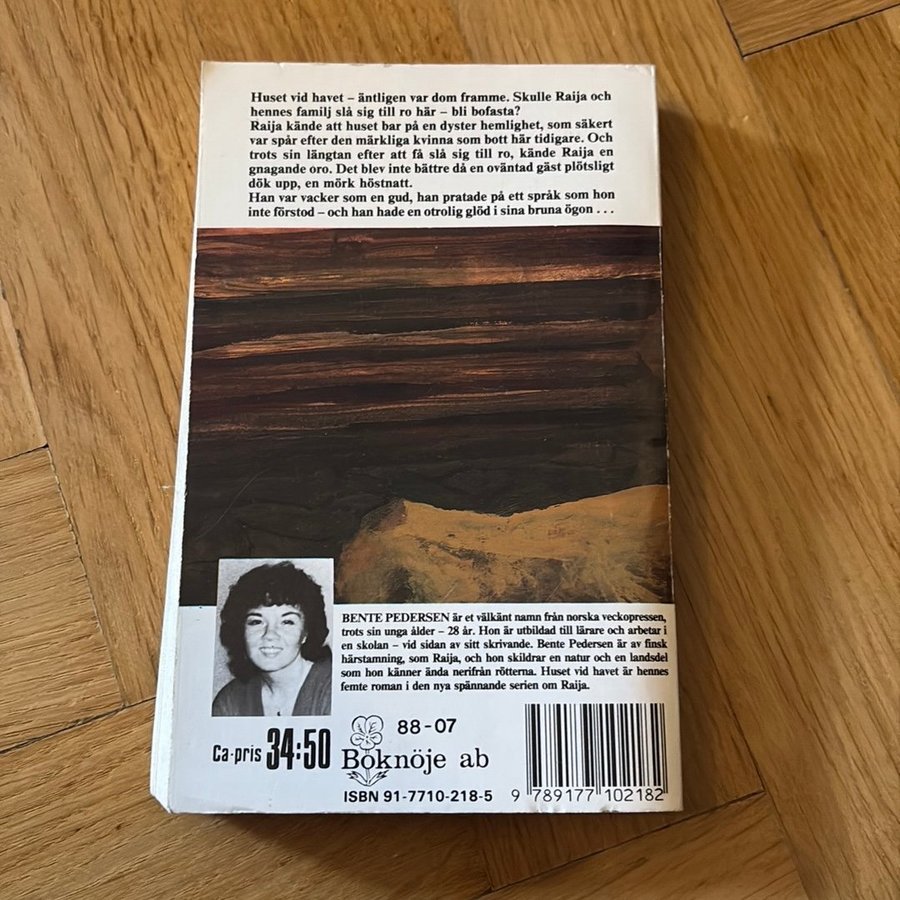 Huset vid havet – äntligen var dom framme. Skulle Raija och
hennes familj slå sig till ro här – bli bofasta?
Raija kände att huset bar på en dyster hemlighet, som säkert
var spår efter den märkliga kvinna som bott här tidigare. Och
trots sin längtan efter att få slå sig till ro, kände Raija en
gnagande oro. Det blev inte bättre då en oväntad gäst plötsligt
dök upp, en mörk höstnatt.
Han var vacker som en gud, han pratade på ett språk som hon
inte förstod – och han hade en otrolig glöd i sina bruna ögon . . .
BENTE PEDERSEN är et välkänt namn från norska veckopressen,
trots sin unga ålder – 28 år. Hon är utbildad till lärare och arbetar i
en skolan – vid sidan av sitt skrivande. Bente Pedersen är av finsk
härstamning, som Raija, och hon skildrar en natur och en landsdel
som hon känner ända nerifrån rötterna. Huset vid havet är hennes
femte roman i den nya spännande serien om Raija.
Ca-pris 34:50
88-07
Boknöje ab
ISBN 91-7710-218-5
9 789177 102182